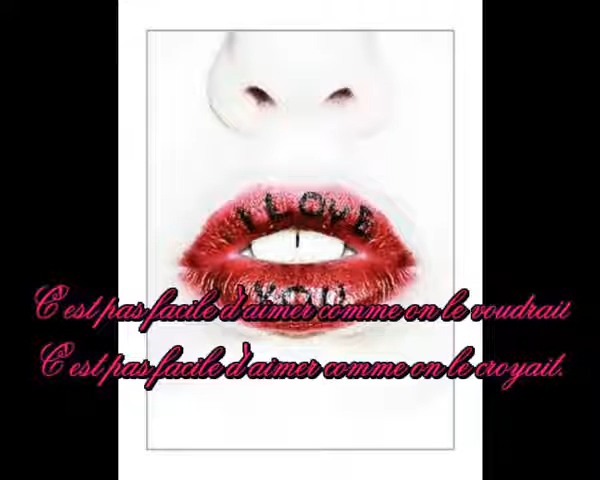 I LOVE
YOU
C'est pas facile d'aimer comme on le voudrait
C'est pas facile d'aimer comme on le croyait.